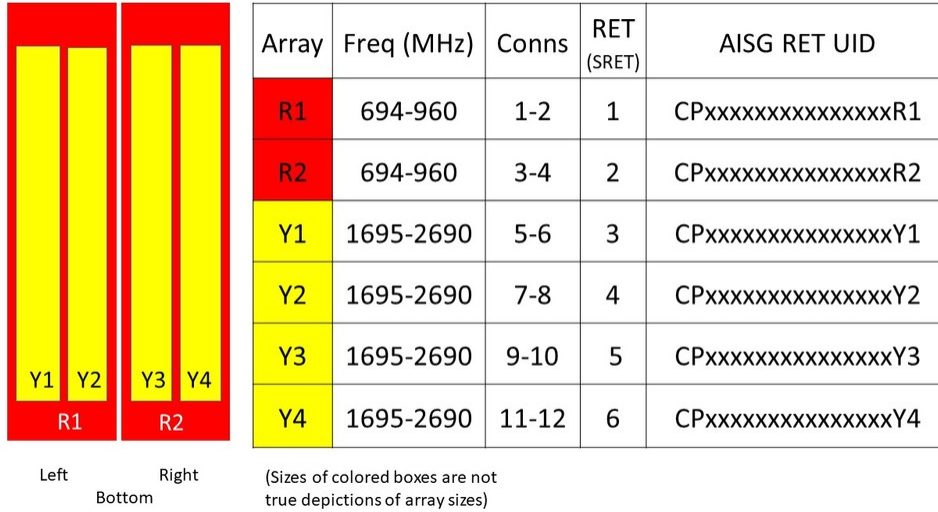 Array Freq (MHz) Conns RET (SRET) AISG RET UID
R1 694-960 1-2 1 CPxxxxxxxxxxxxxxxR1
R2 694-960 3-4 2 CPxxxxxxxxxxxxxxxR2
Y1 1695-2690 5-6 3 CPxxxxxxxxxxxxxxxY1
Y2 1695-2690 7-8 4 CPxxxxxxxxxxxxxxxY2
Y3 1695-2690 9-10 5 CPxxxxxxxxxxxxxxxY3
Y4 1695-2690 11-12 6 CPxxxxxxxxxxxxxxxY4
Y1 Y2 Y3 Y4
R1 R2
Left Right
Bottom
(Sizes of colored boxes are not
true depictions of array sizes)